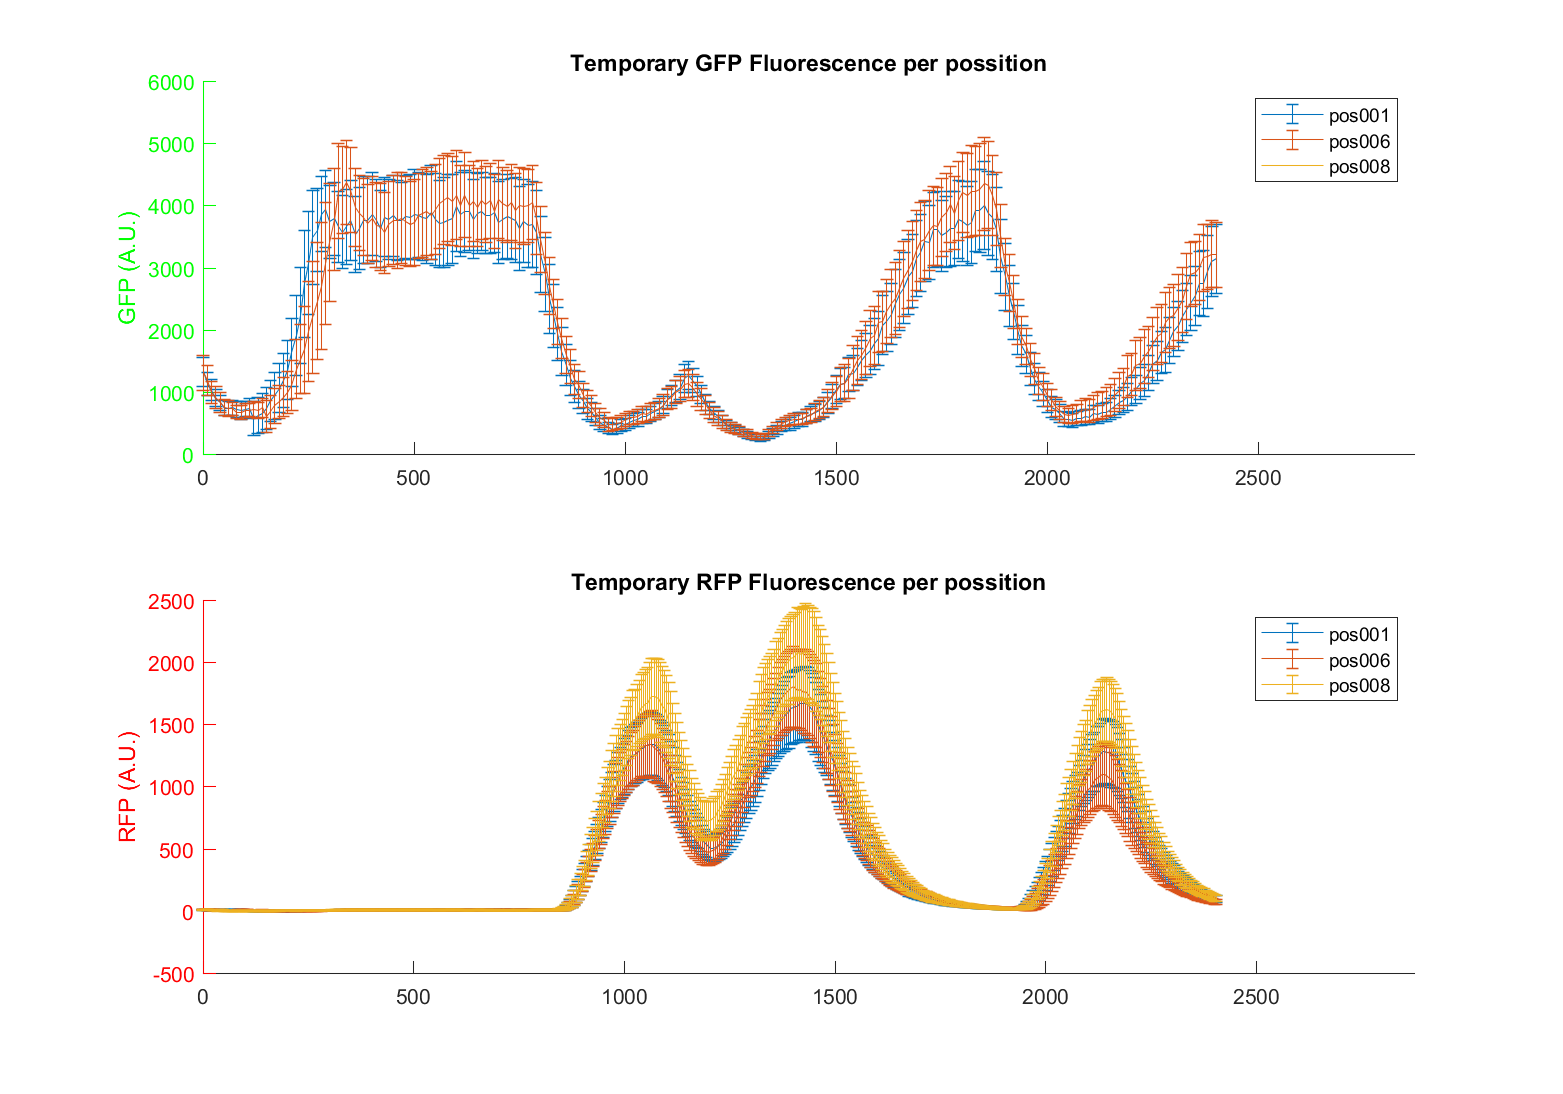 Temporary GFP Fluorescence per possition
6000
5000
4000
3000
2000
1000
0
GFP (A.U.)
0 500 1000 1500 2000 2500
pos001
pos006
pos008
Temporary RFP Fluorescence per possition
2500
2000
1500
1000
500
0
-500
RFP (A.U.)
0 500 1000 1500 2000 2500
pos001
pos006
pos008